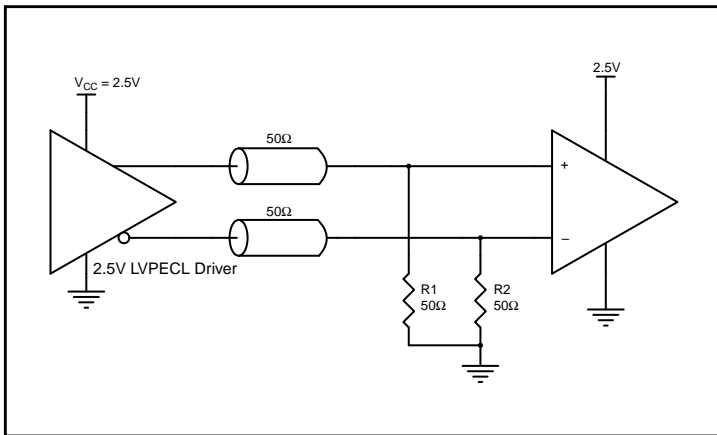 V_CC = 2.5V
2.5V
50Ω
50Ω
+
−
2.5V LVPECL Driver
R1
50Ω
R2
50Ω